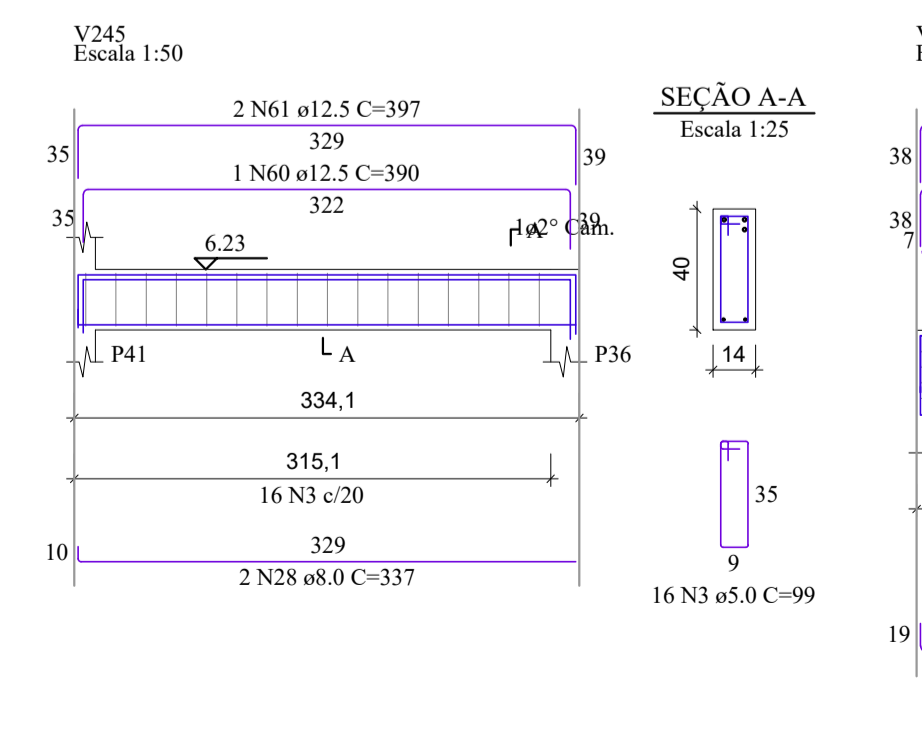 V245
Escala 1:50
2 N61 ø12.5 C=397
35
329
39
1 N60 ø12.5 C=390
35
322
39
1ø2° Cam.
A
6.23
A
P41
P36
334,1
315,1
16 N3 c/20
10
329
2 N28 ø8.0 C=337
SEÇÃO A-A
Escala 1:25
40
14
35
9
16 N3 ø5.0 C=99
38
38
7
19